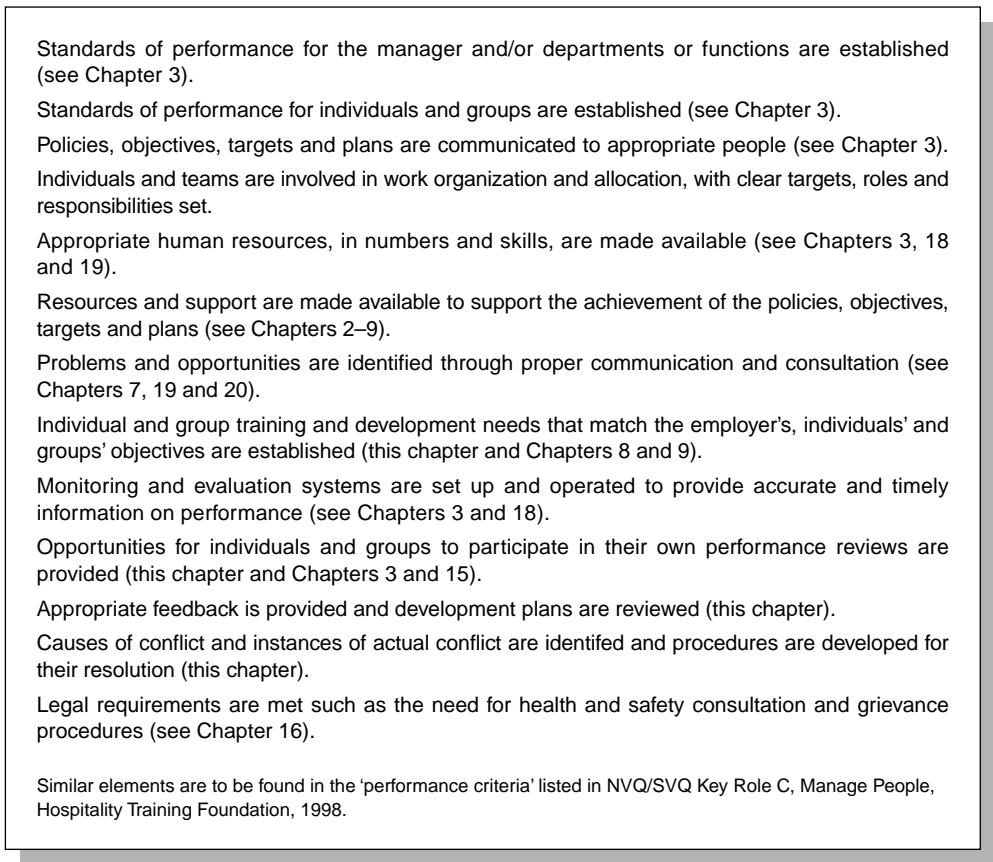 Standards of performance for the manager and/or departments or functions are established
(see Chapter 3).
Standards of performance for individuals and groups are established (see Chapter 3).
Policies, objectives, targets and plans are communicated to appropriate people (see Chapter 3).
Individuals and teams are involved in work organization and allocation, with clear targets, roles and
responsibilities set.
Appropriate human resources, in numbers and skills, are made available (see Chapters 3, 18
and 19).
Resources and support are made available to support the achievement of the policies, objectives,
targets and plans (see Chapters 2–9).
Problems and opportunities are identified through proper communication and consultation (see
Chapters 7, 19 and 20).
Individual and group training and development needs that match the employer’s, individuals’ and
groups’ objectives are established (this chapter and Chapters 8 and 9).
Monitoring and evaluation systems are set up and operated to provide accurate and timely
information on performance (see Chapters 3 and 18).
Opportunities for individuals and groups to participate in their own performance reviews are
provided (this chapter and Chapters 3 and 15).
Appropriate feedback is provided and development plans are reviewed (this chapter).
Causes of conflict and instances of actual conflict are identifed and procedures are developed for
their resolution (this chapter).
Legal requirements are met such as the need for health and safety consultation and grievance
procedures (see Chapter 16).
Similar elements are to be found in the ‘performance criteria’ listed in NVQ/SVQ Key Role C, Manage People,
Hospitality Training Foundation, 1998.